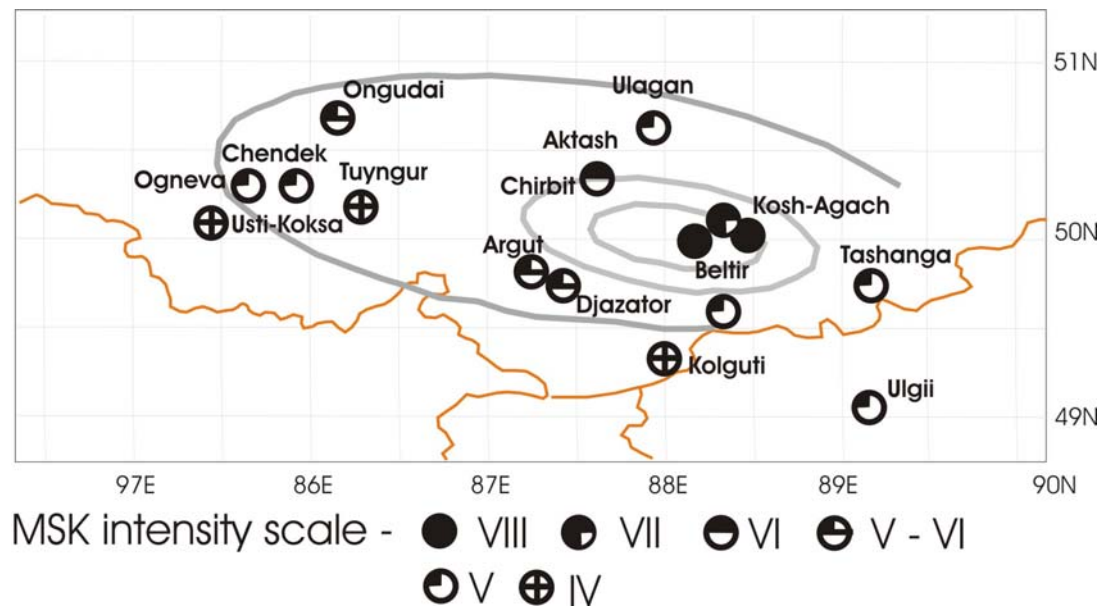 51N
Ongudai
Ulagan
Aktash
Chendek
Tuyngur
Ogneva
Chirbit
Kosh-Agach
Usti-Koksa
50N
Argut
Beltir
Tashanga
Djazator
Kolguti
Ulgii
49N
97E 86E 87E 88E 89E 90N
MSK intensity scale - VIII VII VI V - VI
V IV